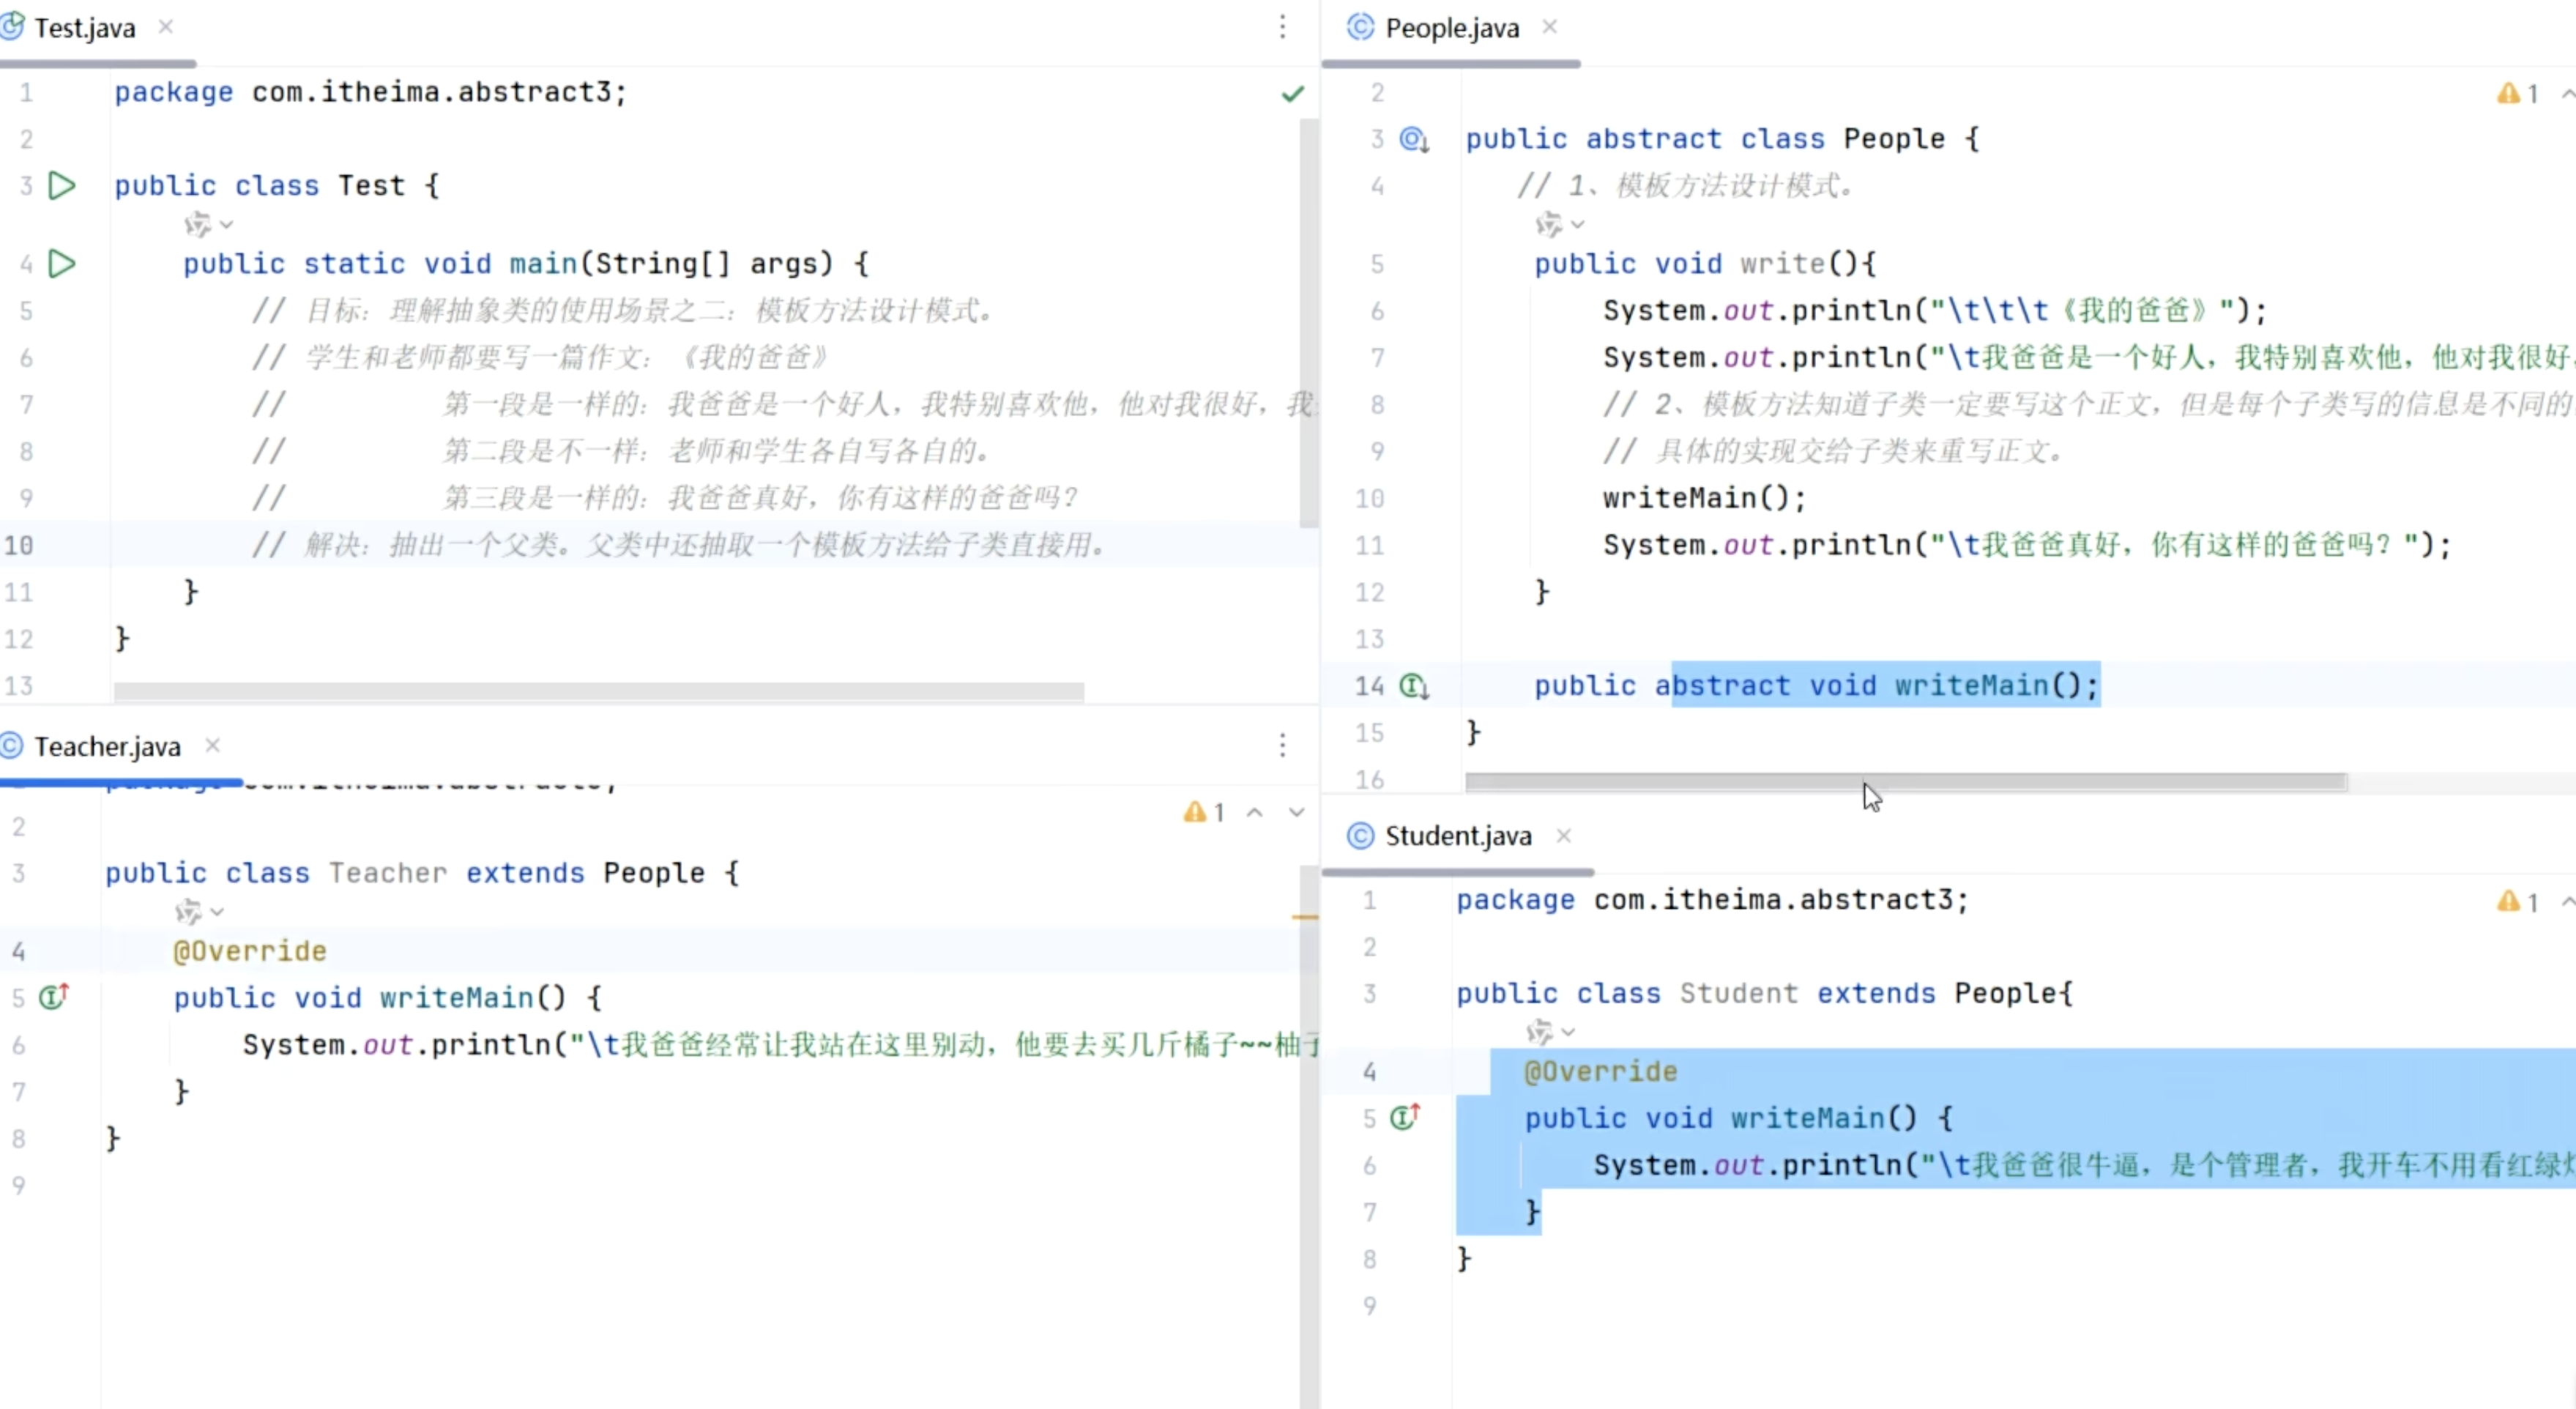 Test.java
1 package com.itheima.abstract3;
2
3 public class Test {
4 public static void main(String[] args) {
5 // 目标：理解抽象类的使用场景之二：模板方法设计模式。
6 // 学生和老师都要写一篇作文：《我的爸爸》
7 // 第一段是一样的：我爸爸是一个好人，我特别喜欢他，他对我很好，我
8 // 第二段是不一样：老师和学生各自写各自的。
9 // 第三段是一样的：我爸爸真好，你有这样的爸爸吗？
10 // 解决：抽出一个父类。父类中还抽取一个模板方法给子类直接用。
11 }
12 }
13
People.java
1
2
3 public abstract class People {
4 // 1、模板方法设计模式。
5 public void write(){
6 System.out.println("\t\t\t《我的爸爸》");
7 System.out.println("\t我爸爸是一个好人，我特别喜欢他，他对我很好
8 // 2、模板方法知道子类一定要写这个正文，但是每个子类写的信息是不同的
9 // 具体的实现交给子类来重写正文。
10 writeMain();
11 System.out.println("\t我爸爸真好，你有这样的爸爸吗？");
12 }
13
14 public abstract void writeMain();
15 }
16
Teacher.java
1
2
3 public class Teacher extends People {
4 @Override
5 public void writeMain() {
6 System.out.println("\t我爸爸经常让我站在这里别动，他要去买几斤橘子~~柚子
7 }
8 }
9
Student.java
1 package com.itheima.abstract3;
1
2
3 public class Student extends People{
4 @Override
5 public void writeMain() {
6 System.out.println("\t我爸爸很牛逼，是个管理者，我开车不用看红绿灯
7 }
8 }
9